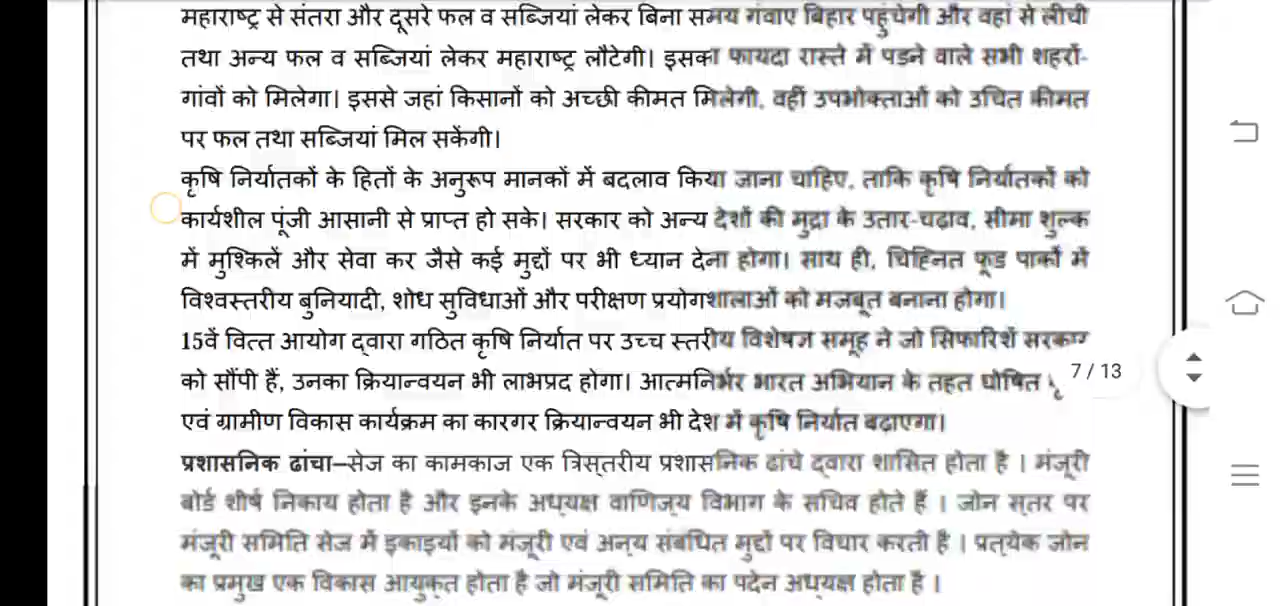 महाराष्ट्र से संतरा और दूसरे फल व सब्जियां लेकर बिना समय गंवाए बिहार पहुंचेगी और वहां से लीची
तथा अन्य फल व सब्जियां लेकर महाराष्ट्र लौटेगी। इसका फायदा रास्ते में पडने वाले सभी शहरों-
गांवों को मिलेगा। इससे जहां किसानों को अच्छी कीमत मिलेगी, वहीं उपभोक्ताओं को उचित कीमत
पर फल तथा सब्जियां मिल सकेंगी।
कृषि निर्यातकों के हितों के अनुरूप मानकों में बदलाव किया जाना चाहिए, ताकि कृषि निर्यातकों को
कार्यशील पूंजी आसानी से प्राप्त हो सके। सरकार को अन्य देशों की मुद्रा के उतार-चढ़ाव, सीमा शुल्क
में मुश्किलें और सेवा कर जैसे कई मुद्दों पर भी ध्यान देना होगा। साथ ही, चिह्नित फूड पार्कों में
विश्वस्तरीय बुनियादी, शोध सुविधाओं और परीक्षण प्रयोगशालाओं को मजबूत बनाना होगा।
15वें वित्त आयोग द्वारा गठित कृषि निर्यात पर उच्च स्तरीय विशेषज्ञ समूह ने जो सिफारिशें सरकार
को सौंपी हैं, उनका क्रियान्वयन भी लाभप्रद होगा। आत्मनिर्भर भारत अभियान के तहत घोषित
7 / 13
एवं ग्रामीण विकास कार्यक्रम का कारगर क्रियान्वयन भी देश में कृषि निर्यात बढ़ाएगा।
प्रशासनिक ढांचा–सेज का कामकाज एक त्रिस्तरीय प्रशासनिक ढांचे द्वारा शासित होता है । मंजूरी
बोर्ड शीर्ष निकाय होता है और इनके अध्यक्ष वाणिज्य विभाग के सचिव होते हैं । जोन स्तर पर
मंजूरी समिति सेज में इकाइयों को मंजूरी एवं अन्य संबंधित मुद्दों पर विचार करती है । प्रत्येक जोन
का प्रमुख एक विकास आयुक्त होता है जो मंजूरी समिति का पदेन अध्यक्ष होता है ।